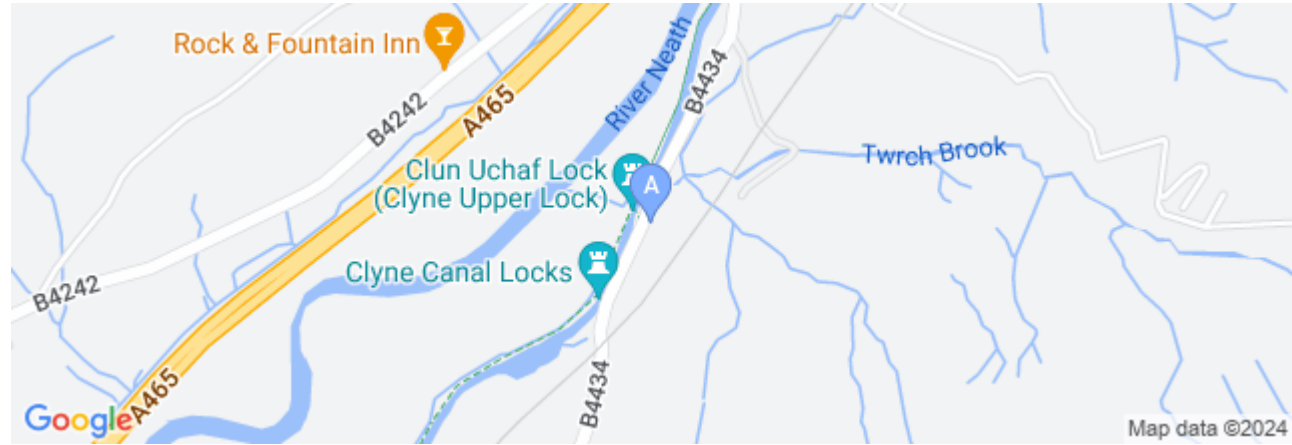 Rock & Fountain Inn
B4242
A465
River Neath
B4434
Twrch Brook
Clun Uchaf Lock
(Clyne Upper Lock)
A
Clyne Canal Locks
B4242
A465
B4434
Google
Map data ©2024